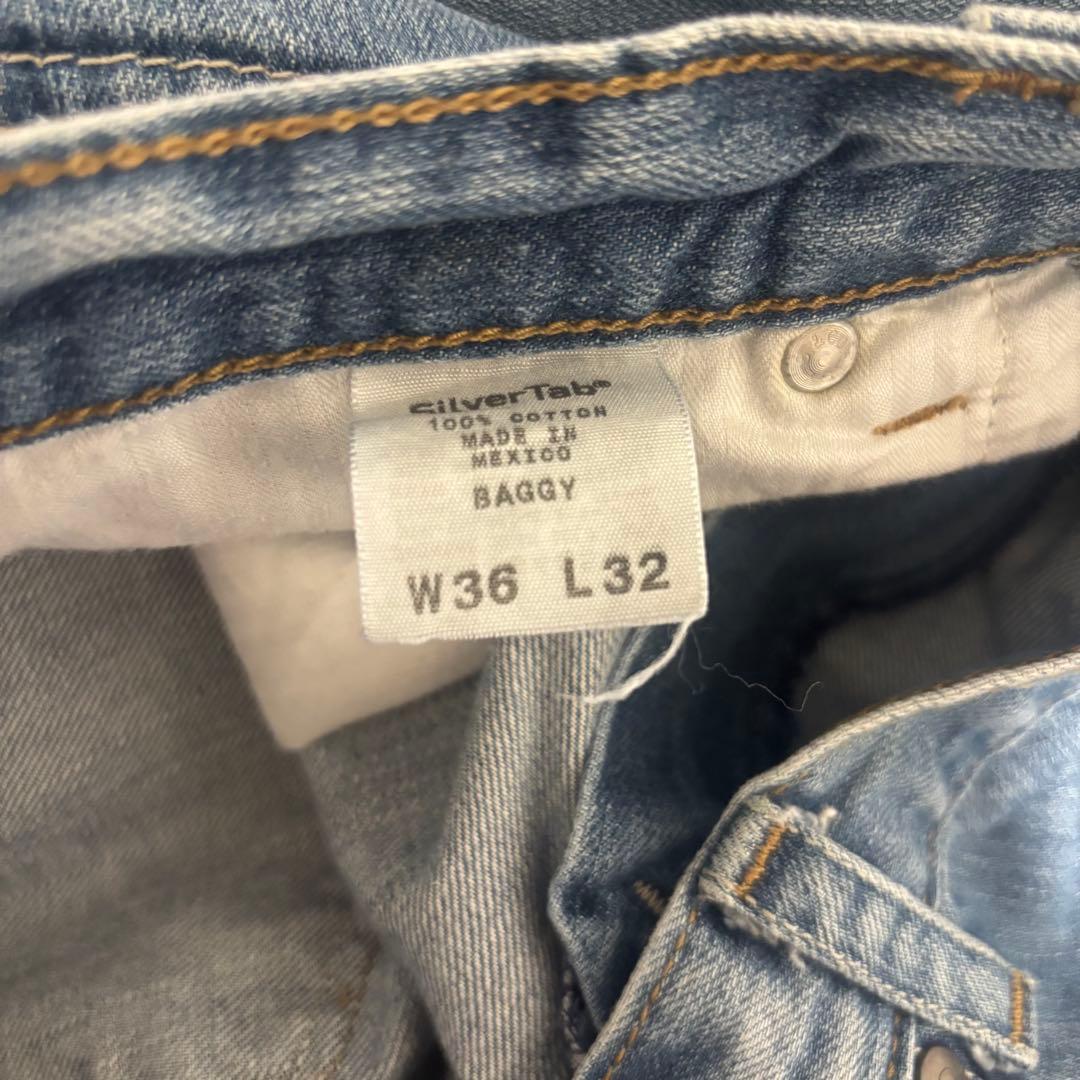 SilverTab®
100% COTTON
MADE IN
MEXICO
BAGGY
W36 L32